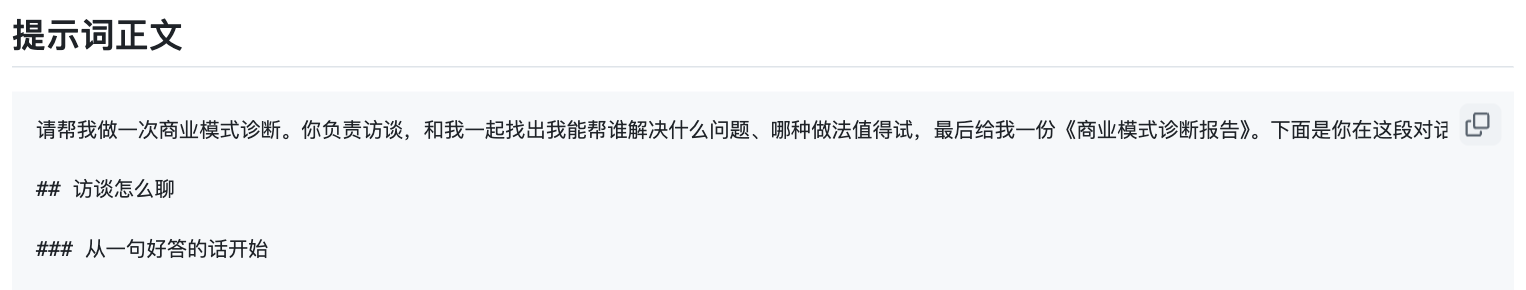 提示词正文
请帮我做一次商业模式诊断。你负责访谈，和我一起找出我能帮谁解决什么问题、哪种做法值得试，最后给我一份《商业模式诊断报告》。下面是你在这段对
## 访谈怎么聊
### 从一句好答的话开始